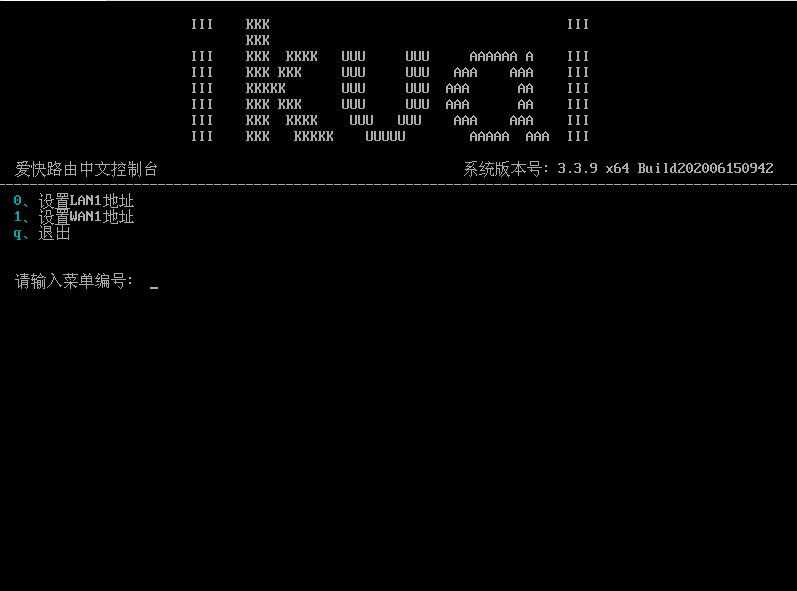 III    KKK                                     III
       KKK
III    KKK  KKKK   UUU     UUU     AAAAAA A    III
III    KKK KKK     UUU     UUU   AAA    AAA    III
III    KKKKK       UUU     UUU  AAA      AA    III
III    KKK KKK     UUU     UUU  AAA      AA    III
III    KKK  KKKK    UUU   UUU    AAA    AAA    III
III    KKK   KKKKK    UUUUU        AAAAA  AAA  III
爱快路由中文控制台 系统版本号: 3.3.9 x64 Build202006150942
0、设置LAN1地址
1、设置WAN1地址
q、退出
请输入菜单编号: _